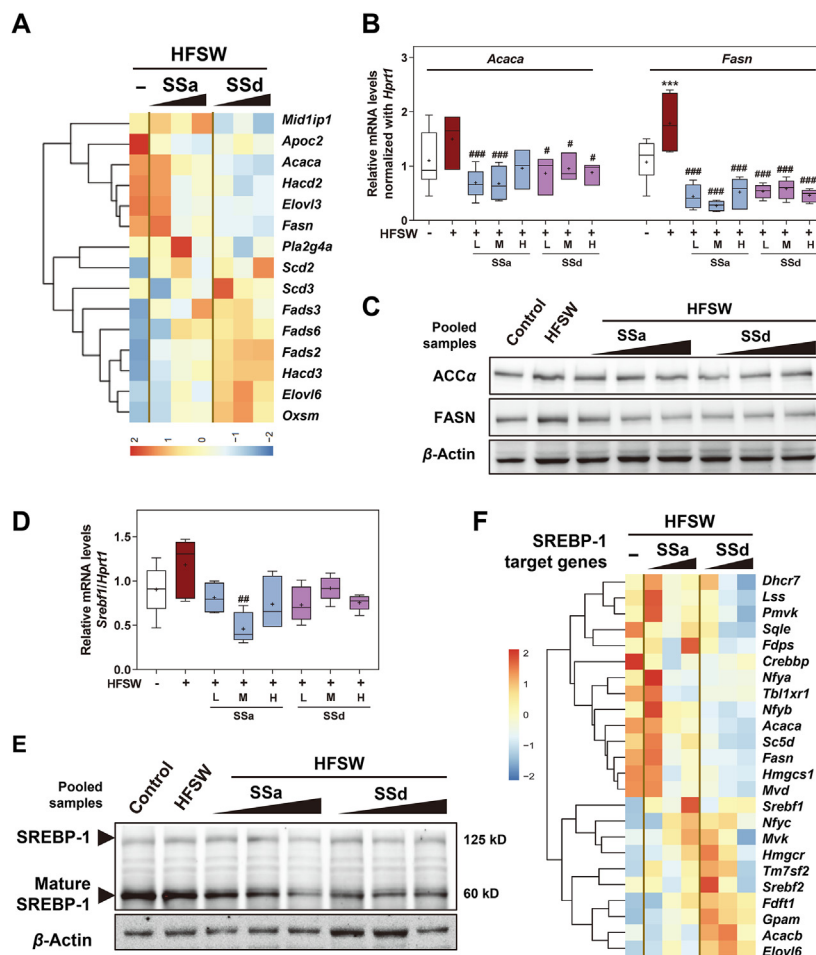 A
HFSW
– SSa SSd
Mid1ip1
Apoc2
Acaca
Hacd2
Elovl3
Fasn
Pla2g4a
Scd2
Scd3
Fads3
Fads6
Fads2
Hacd3
Elovl6
Oxsm
2 1 0 -1 -2
B
Acaca Fasn
Relative mRNA levels
normalized with Hprt1
3
2
1
0
***
### ### # # #
### ### ### ### ### ###
HFSW - + + + + + + + - + + + + + + +
L M H L M H L M H L M H
SSa SSd SSa SSd
C
HFSW
Pooled samples Control HFSW SSa SSd
ACCα
FASN
β-Actin
D
Relative mRNA levels
Srebf1/Hprt1
1.5
1.0
0.5
0.0
##
HFSW - + + + + + + +
L M H L M H
SSa SSd
E
HFSW
Pooled samples Control HFSW SSa SSd
SREBP-1 125 kD
Mature SREBP-1 60 kD
β-Actin
F
HFSW
SREBP-1 target genes
– SSa SSd
2
1
0
-1
-2
Dhcr7
Lss
Pmvk
Sqle
Fdps
Crebbp
Nfya
Tbl1xr1
Nfyb
Acaca
Sc5d
Fasn
Hmgcs1
Mvd
Srebf1
Nfyc
Mvk
Hmgcr
Tm7sf2
Srebf2
Fdft1
Gpam
Acacb
Elovl6